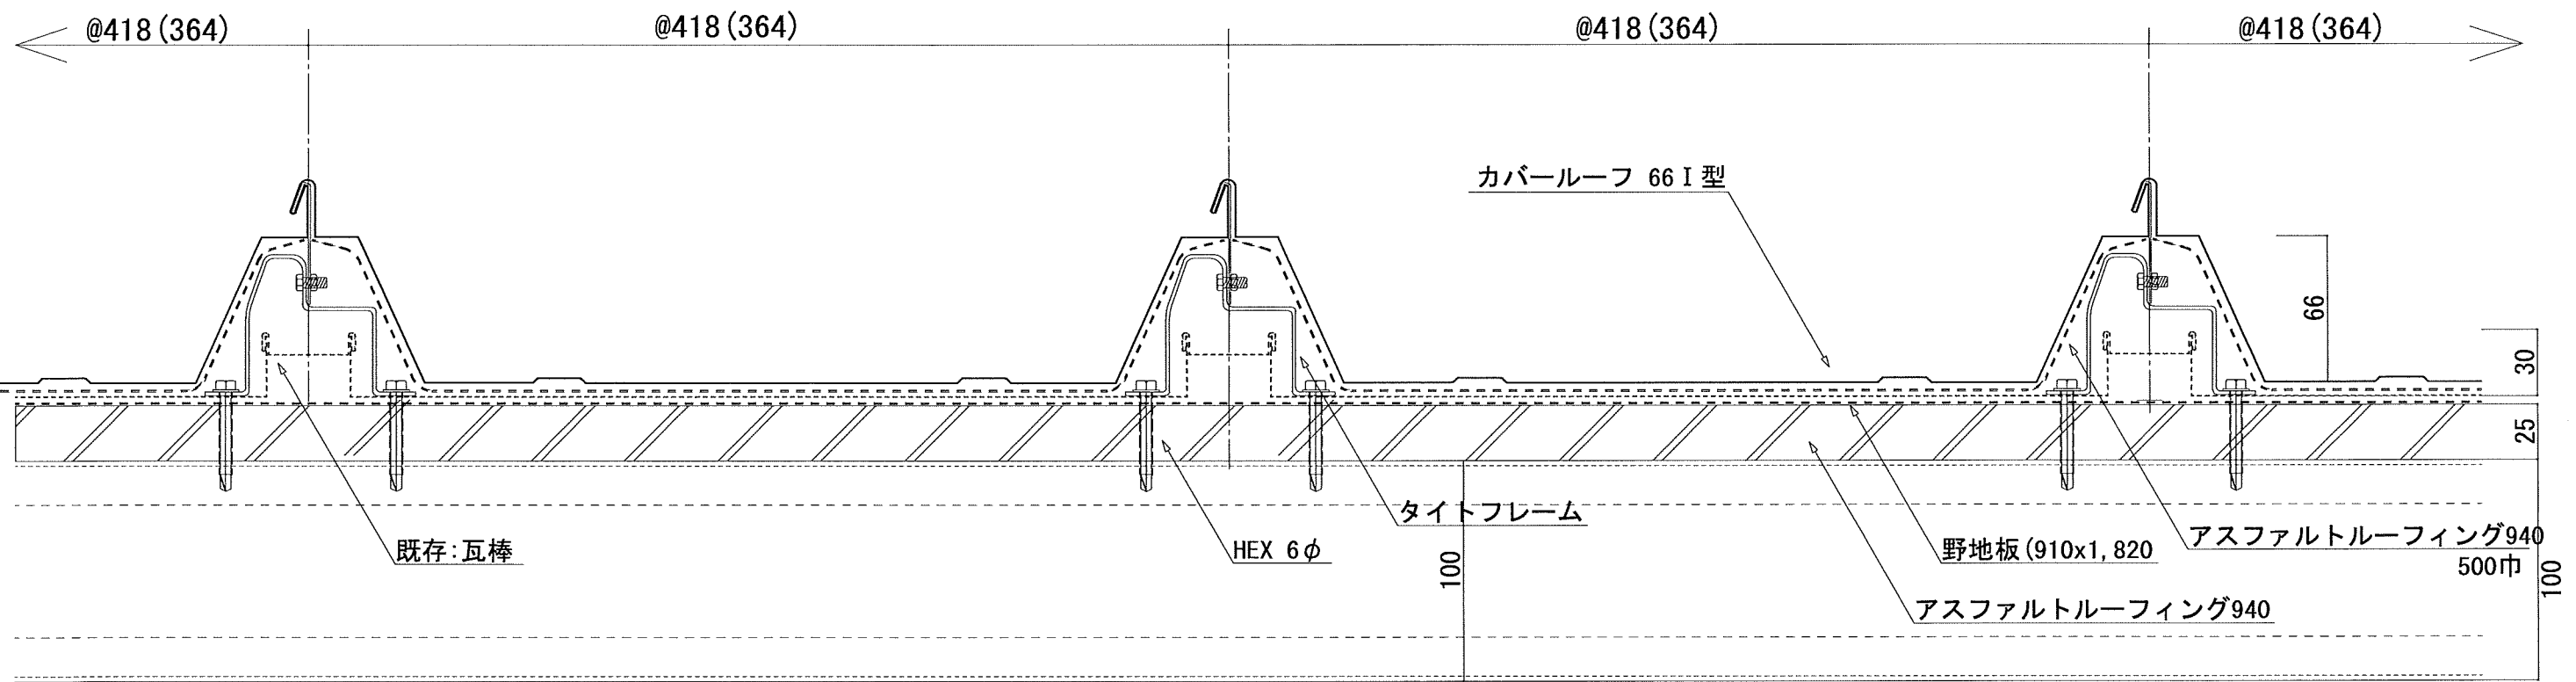 @418(364)
@418(364)
@418(364)
@418(364)
カバールーフ 66Ⅰ型
66
30
25
タイトフレーム
既存:瓦棒
HEX 6φ
野地板(910x1,820
アスファルトルーフィング940
500巾
100
100
アスファルトルーフィング940